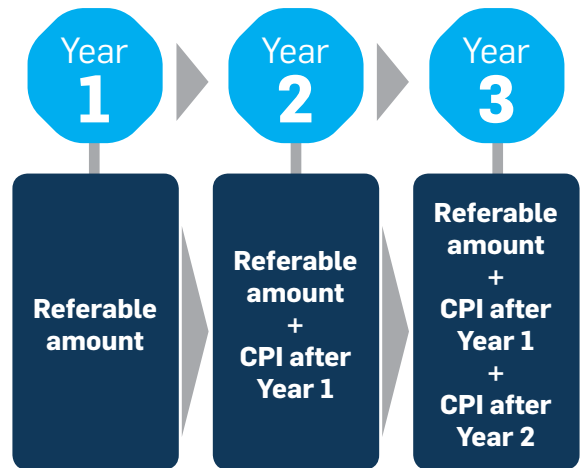 Year
1
Year
2
Year
3
Referable
amount
Referable
amount
+
CPI after
Year 1
Referable
amount
+
CPI after
Year 1
+
CPI after
Year 2